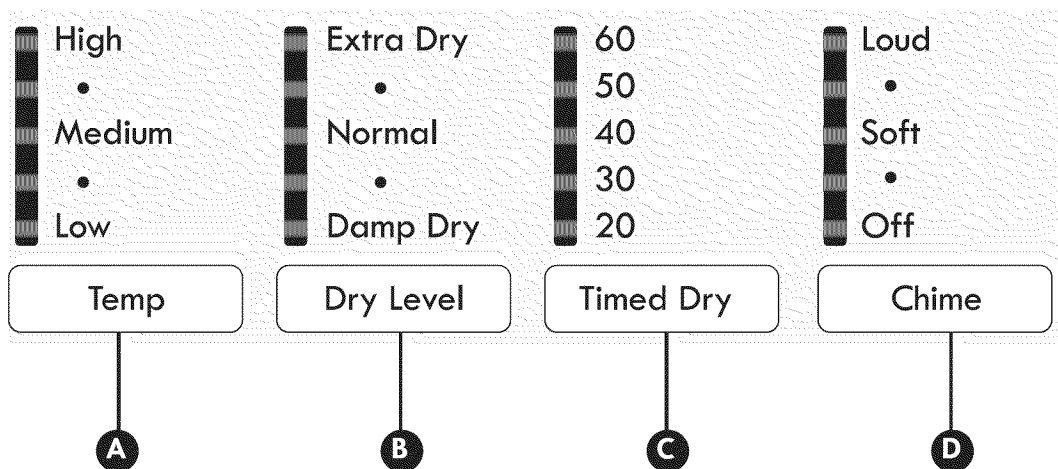 High Extra Dry 60 Loud
• • 50 •
Medium Normal 40 Soft
• • 30 •
Low Damp Dry 20 Off
Temp Dry Level Timed Dry Chime
A B C D